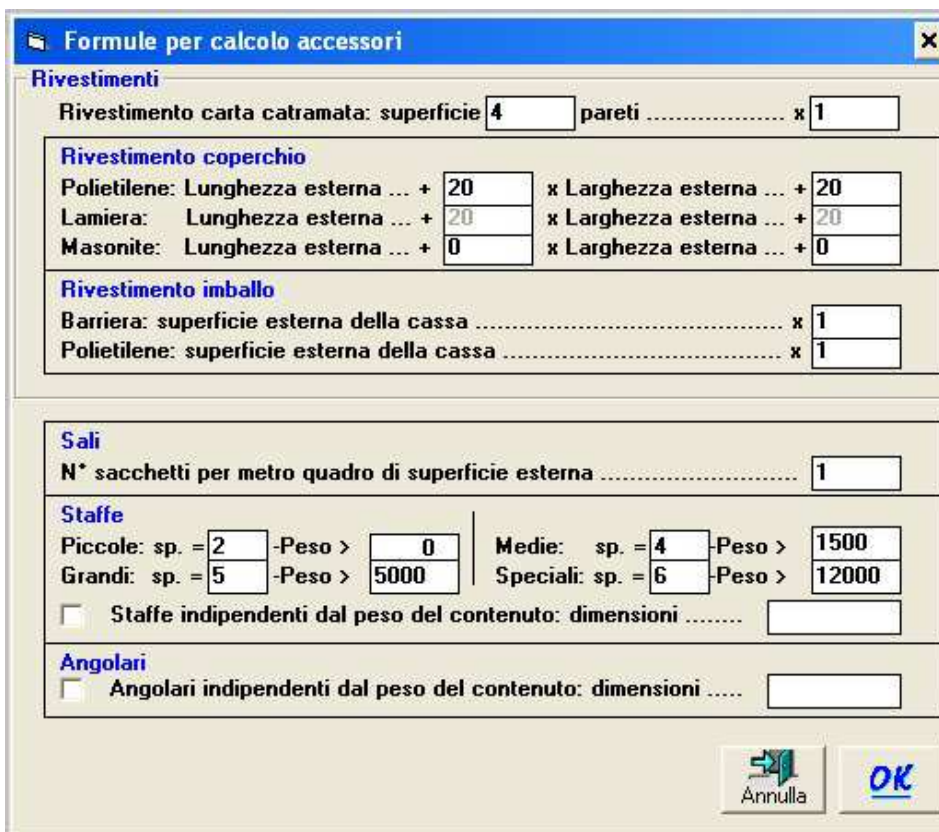 Formule per calcolo accessori
Rivestimenti
Rivestimento carta catramata: superficie 4 pareti .................. x 1
Rivestimento coperchio
Polietilene: Lunghezza esterna ... + 20 x Larghezza esterna ... + 20
Lamiera: Lunghezza esterna ... + 20 x Larghezza esterna ... + 20
Masonite: Lunghezza esterna ... + 0 x Larghezza esterna ... + 0
Rivestimento imballo
Barriera: superficie esterna della cassa ........................................ x 1
Polietilene: superficie esterna della cassa .................................... x 1
Sali
N° sacchetti per metro quadro di superficie esterna .......................... 1
Staffe
Piccole: sp. = 2 -Peso > 0 Medie: sp. = 4 -Peso > 1500
Grandi: sp. = 5 -Peso > 5000 Speciali: sp. = 6 -Peso > 12000
Staffe indipendenti dal peso del contenuto: dimensioni ........
Angolari
Angolari indipendenti dal peso del contenuto: dimensioni .....
Annulla OK